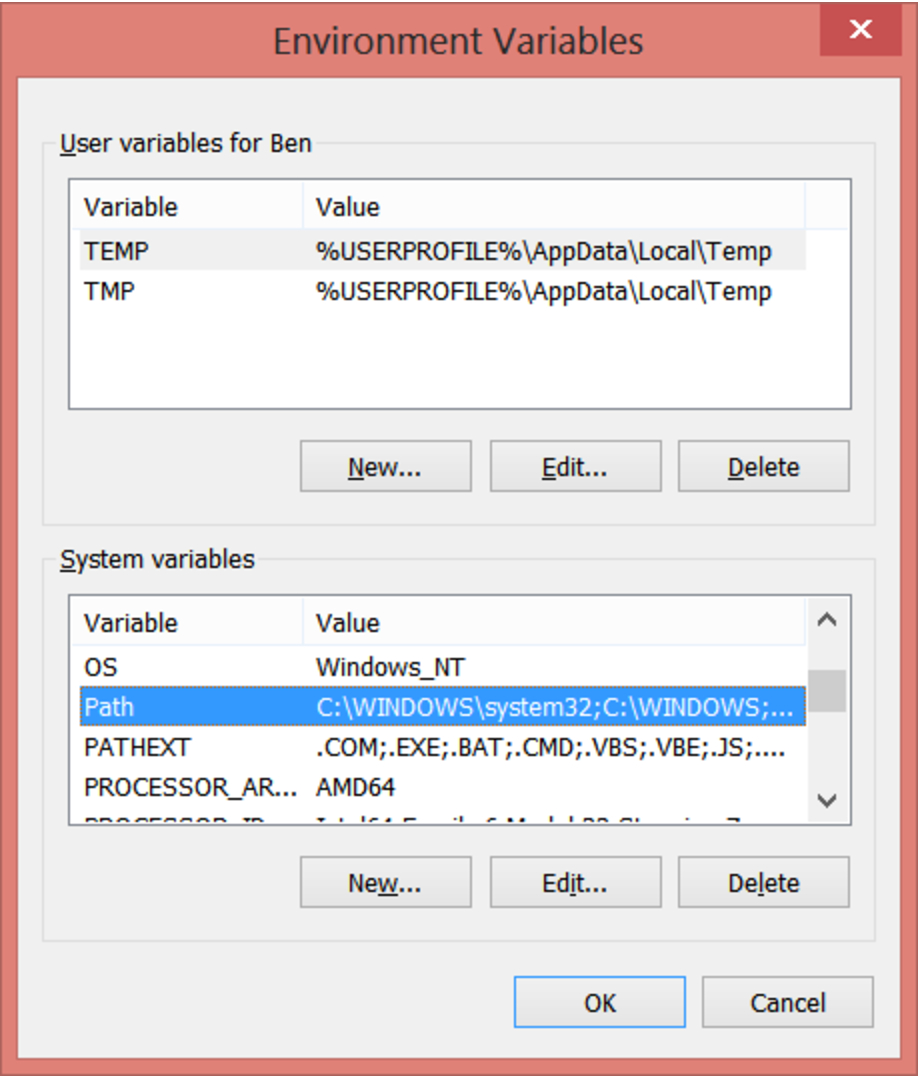 Environment Variables
User variables for Ben
Variable Value
TEMP %USERPROFILE%\AppData\Local\Temp
TMP %USERPROFILE%\AppData\Local\Temp
New... Edit... Delete
System variables
Variable Value
OS Windows_NT
Path C:\WINDOWS\system32;C:\WINDOWS;...
PATHEXT .COM;.EXE;.BAT;.CMD;.VBS;.VBE;.JS;....
PROCESSOR_AR... AMD64
New... Edit... Delete
OK Cancel